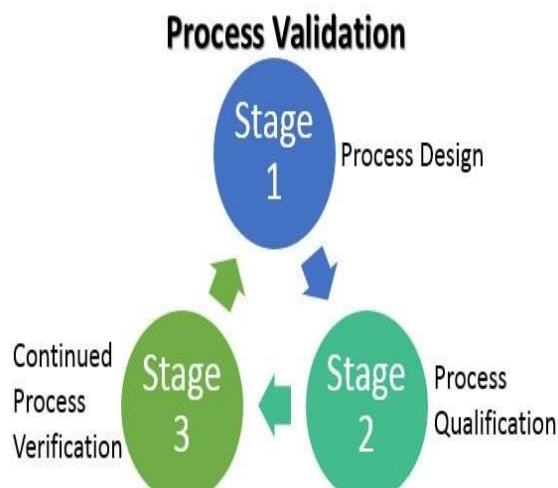 Process Validation
Stage
1
Process Design
Stage
2
Process
Qualification
Stage
3
Continued
Process
Verification